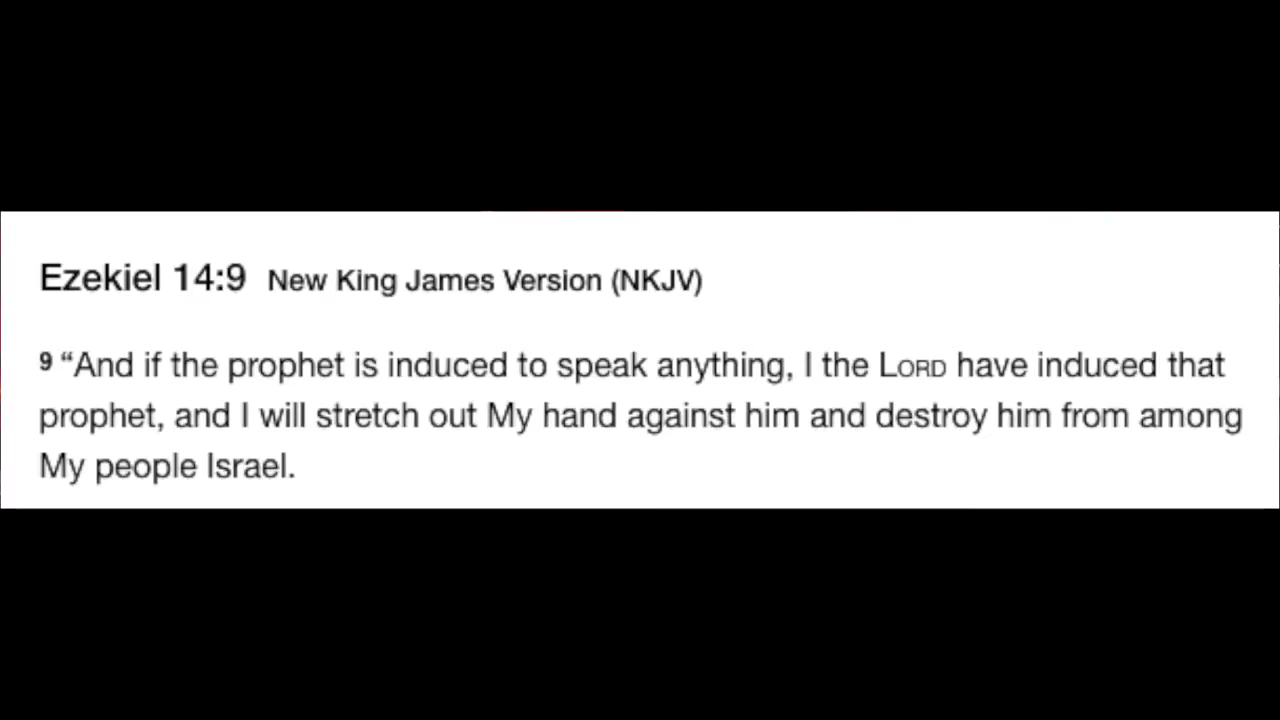 Ezekiel 14:9 New King James Version (NKJV)
9 “And if the prophet is induced to speak anything, I the LORD have induced that
prophet, and I will stretch out My hand against him and destroy him from among
My people Israel.